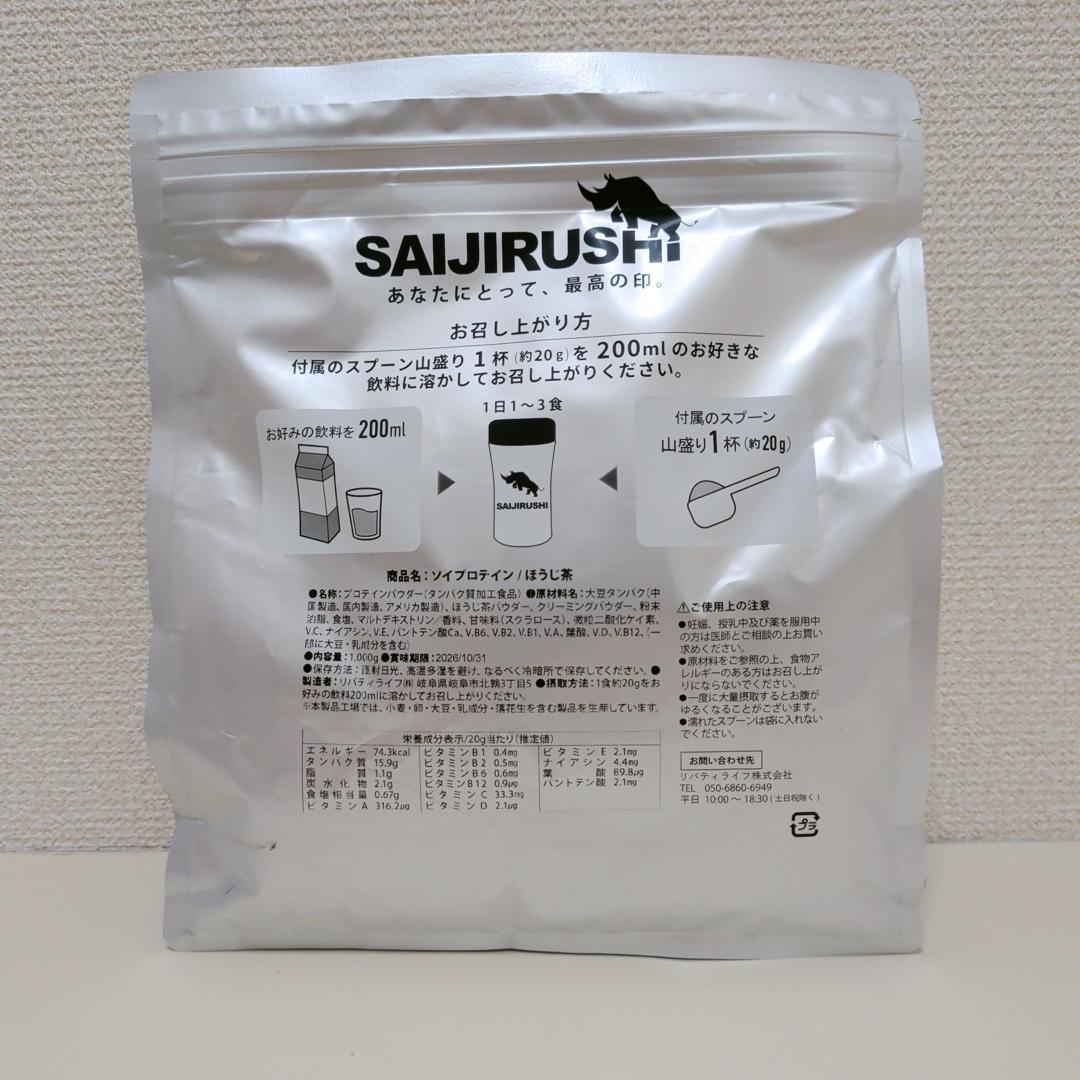 SAIJIRUSHI
あなたにとって、最高の印。
お召し上がり方
付属のスプーン山盛り1杯(約20g)を200mlのお好きな
飲料に溶かしてお召し上がりください。
1日1〜3食
お好みの飲料を200ml
SAIJIRUSHI
付属のスプーン
山盛り1杯(約20g)
商品名:ソイプロテイン/ほうじ茶
●名称:プロテインパウダー(タンパク質加工食品) ●原材料名:大豆タンパク(中
国製造、国内製造、アメリカ製造)、ほうじ茶パウダー、クリーミングパウダー、粉末
油脂、食塩、マルトデキストリン/香料、甘味料(スクラロース)、微粒二酸化ケイ素、
V.C、ナイアシン、V.E、パントテン酸Ca、V.B6、V.B2、V.B1、V.A、葉酸、V.D、V.B12、(一
部に大豆・乳成分を含む)
●内容量:1,000g ●賞味期限:2026/10/31
●保存方法:直射日光、高温多湿を避け、なるべく冷暗所で保存してください。●
製造者:リバティライフ㈱ 岐阜県岐阜市北鶉3丁目5 ●摂取方法:1食約20gをお
好みの飲料200mlに溶かしてお召し上がりください。
※本製品工場では、小麦・卵・大豆・乳成分・落花生を含む製品を生産しています。
栄養成分表示/20g当たり(推定値)
エネルギー 74.3kcal ビタミンB1 0.4mg ビタミンE 2.1mg
タンパク質 15.9g ビタミンB2 0.5mg ナイアシン 4.4mg
脂質 1.1g ビタミンB6 0.6mg 葉酸 89.8μg
炭水化物 2.1g ビタミンB12 0.9μg パントテン酸 2.1mg
食塩相当量 0.67g ビタミンC 33.3mg
ビタミンA 316.2μg ビタミンD 2.1μg
⚠ご使用上の注意
●妊娠、授乳中及び薬を服用中
の方は医師とご相談の上お買い
求めください。
●原材料をご参照の上、食物ア
レルギーのある方はお召し上が
りにならないでください。
●一度に大量摂取するとお腹が
ゆるくなることがございます。
●濡れたスプーンは袋に入れない
でください。
お問い合わせ先
リバティライフ株式会社
TEL 050-6860-6949
平日 10:00〜18:30(土日祝除く)
プラ